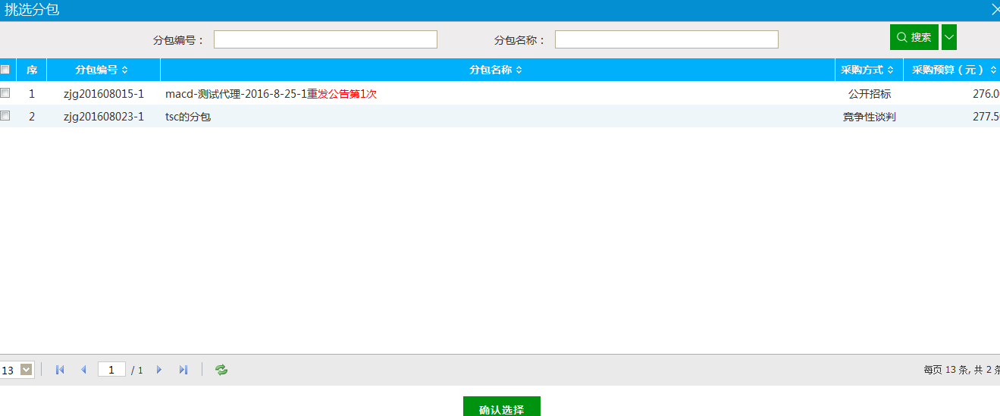 挑选分包
分包编号： 分包名称： 搜索
序 分包编号 分包名称 采购方式 采购预算（元）
1 zjg201608015-1 macd-测试代理-2016-8-25-1重发公告第1次 公开招标 276.0
2 zjg201608023-1 tsc的分包 竞争性谈判 277.5
13 1 / 1 每页 13 条, 共 2 条
确认选择